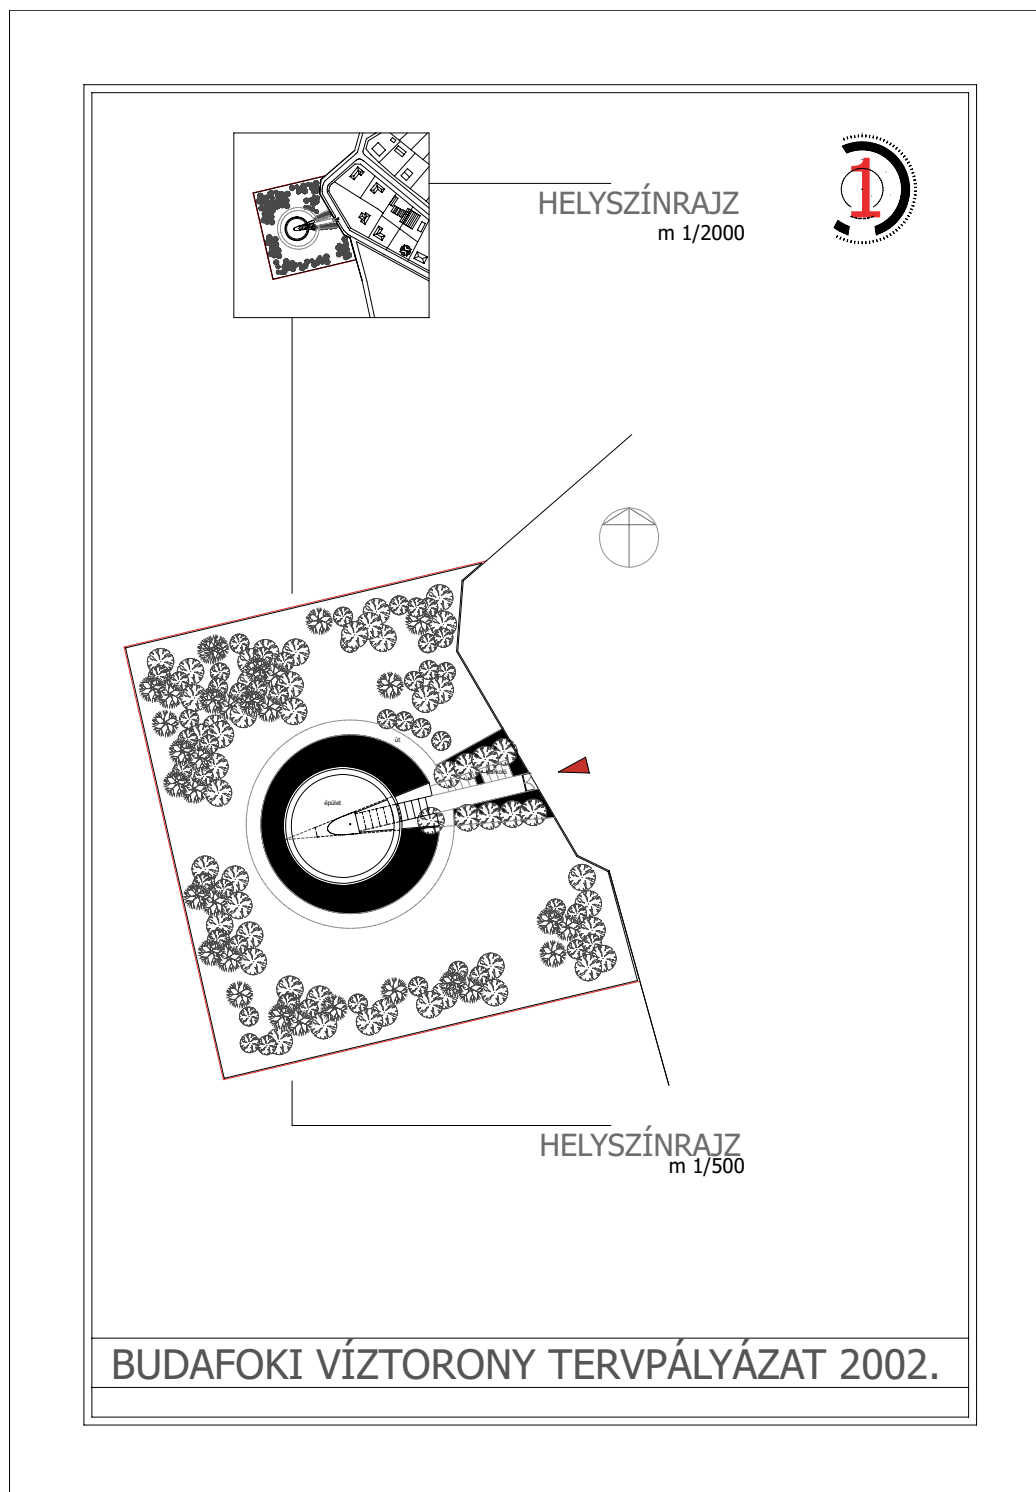 HELYSZÍNRAJZ
m 1/2000
1
út
épület
HELYSZÍNRAJZ
m 1/500
BUDAFOKI VÍZTORONY TERVPÁLYÁZAT 2002.